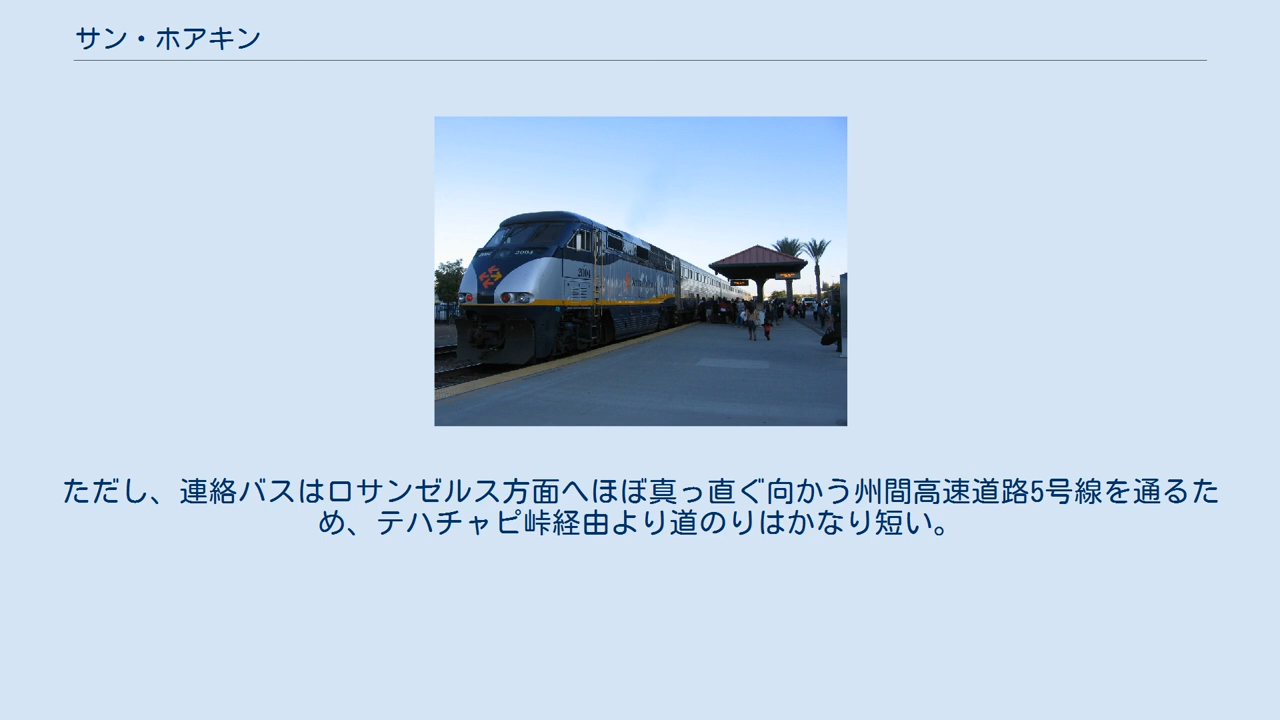 サン・ホアキン
2004
2004
ただし、連絡バスはロサンゼルス方面へほぼ真っ直ぐ向かう州間高速道路5号線を通るた
め、テハチャピ峠経由より道のりはかなり短い。